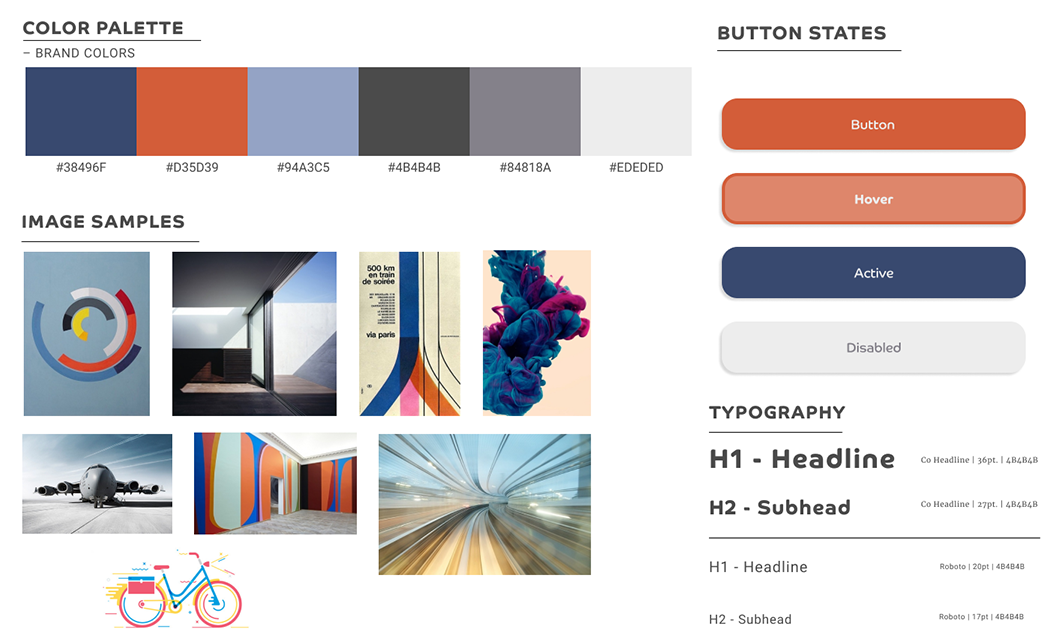 COLOR PALETTE
– BRAND COLORS
#38496F
#D35D39
#94A3C5
#4B4B4B
#84818A
#EDEDED
IMAGE SAMPLES
500 km
en train
de soirée
via paris
BUTTON STATES
Button
Hover
Active
Disabled
TYPOGRAPHY
H1 - Headline
Co Headline | 36pt. | 4B4B4B
H2 - Subhead
Co Headline | 27pt. | 4B4B4B
H1 - Headline
Roboto | 20pt | 4B4B4B
H2 - Subhead
Roboto | 17pt | 4B4B4B